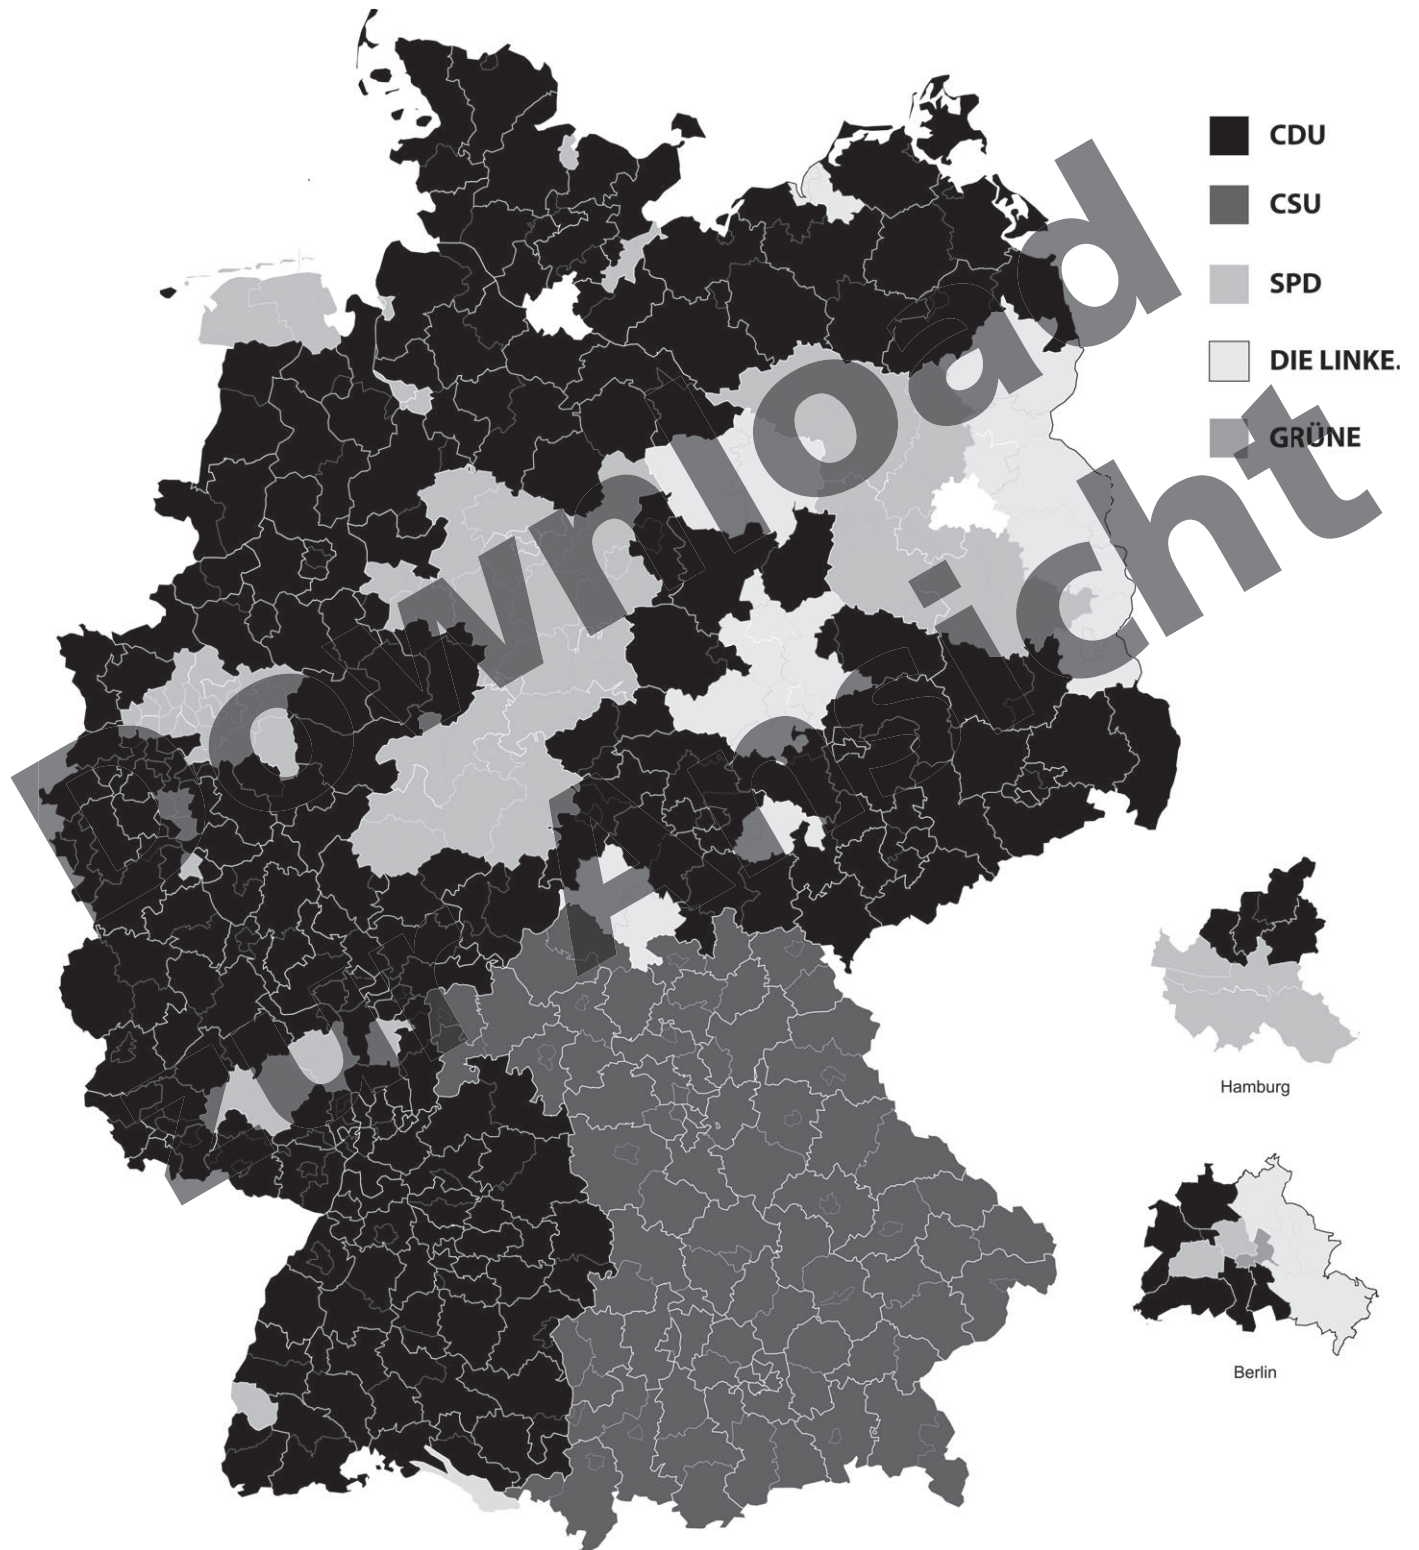 CDU
CSU
SPD
DIE LINKE.
GRÜNE
Download
zur Ansicht
Hamburg
Berlin